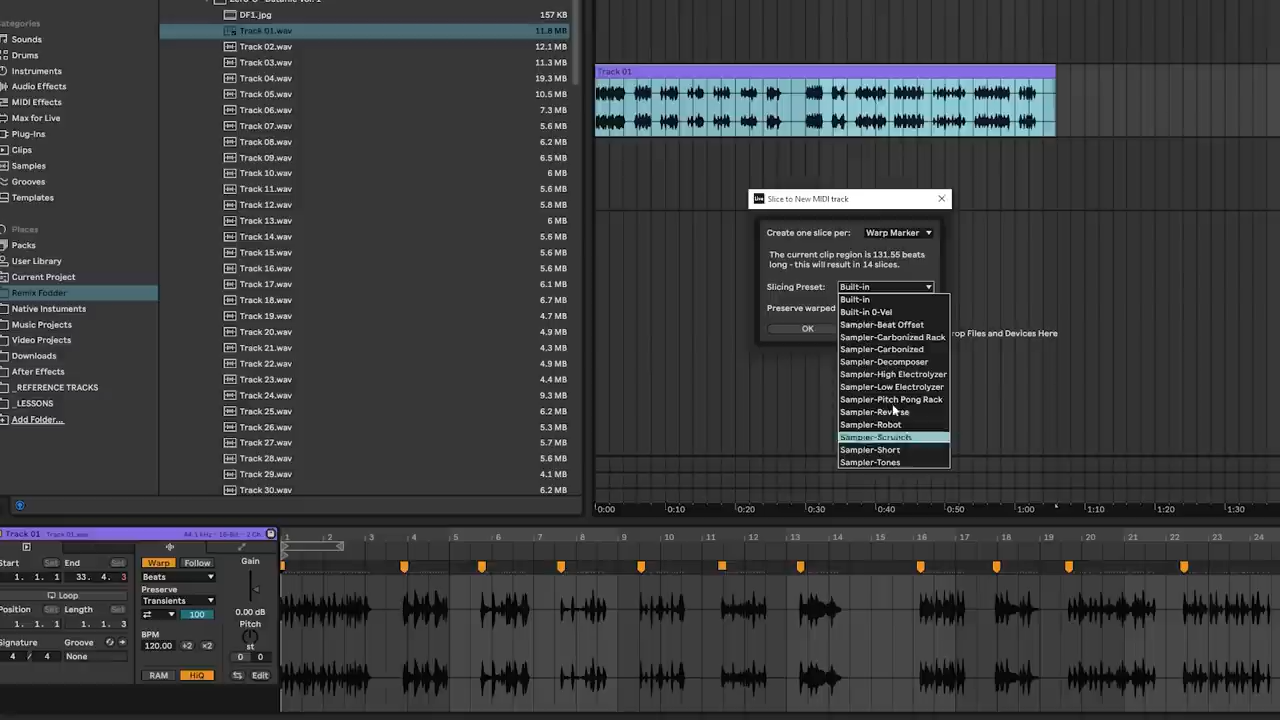 DF1.jpg 157 KB
Track 01.wav 11.8 MB
Track 02.wav 12.1 MB
Track 03.wav 11.3 MB
Track 04.wav 19.3 MB
Track 05.wav 10.5 MB
Track 06.wav 7.3 MB
Track 07.wav 5.6 MB
Track 08.wav 6.2 MB
Track 09.wav 6.5 MB
Track 10.wav 6 MB
Track 11.wav 5.6 MB
Track 12.wav 5.8 MB
Track 13.wav 6 MB
Track 14.wav 5.6 MB
Track 15.wav 5.6 MB
Track 16.wav 5.6 MB
Track 17.wav 6.1 MB
Track 18.wav 6.7 MB
Track 19.wav 4.7 MB
Track 20.wav 4.9 MB
Track 21.wav 4.3 MB
Track 22.wav 4.9 MB
Track 23.wav 4.4 MB
Track 24.wav 9.3 MB
Track 25.wav 6.2 MB
Track 26.wav 5.3 MB
Track 27.wav 5.7 MB
Track 28.wav 5.6 MB
Track 29.wav 4.1 MB
Track 30.wav 6.2 MB
ategories
Sounds
Drums
Instruments
Audio Effects
MIDI Effects
Max for Live
Plug-Ins
Clips
Samples
Grooves
Templates
Places
Packs
User Library
Current Project
Remix Fodder
Native Instruments
Music Projects
Video Projects
Downloads
After Effects
_REFERENCE TRACKS
_LESSONS
Add Folder...
Track 01
Slice to New MIDI track
Create one slice per: Warp Marker
The current clip region is 131.55 beats
long - this will result in 14 slices.
Slicing Preset: Built-in
Preserve warped
OK
Built-in
Built-in 0-Vel
Sampler-Beat Offset
Sampler-Carbonized Rack
Sampler-Carbonized
Sampler-Decomposer
Sampler-High Electrolyzer
Sampler-Low Electrolyzer
Sampler-Pitch Pong Rack
Sampler-Reverse
Sampler-Robot
Sampler-Short
Sampler-Tones
rop Files and Devices Here
0:00 0:10 0:20 0:30 0:40 0:50 1:00 1:10 1:20 1:30
Track 01 Track 01.wav 44.1 kHz 16-Bit 2 Ch
Start Set End Set
1. 1. 1 33. 4. 3
Loop
Position Set Length Set
1. 1. 1 1. 1. 3
Signature Groove
4 / 4 None
Warp Follow
Beats
Preserve
Transients
100
BPM
120.00 ÷2 ×2
RAM HiQ
Gain
0.00 dB
Pitch
st
0 0
Edit
1 2 3 4 5 6 7 8 9 10 11 12 13 14 15 16 17 18 19 20 21 22 23 24